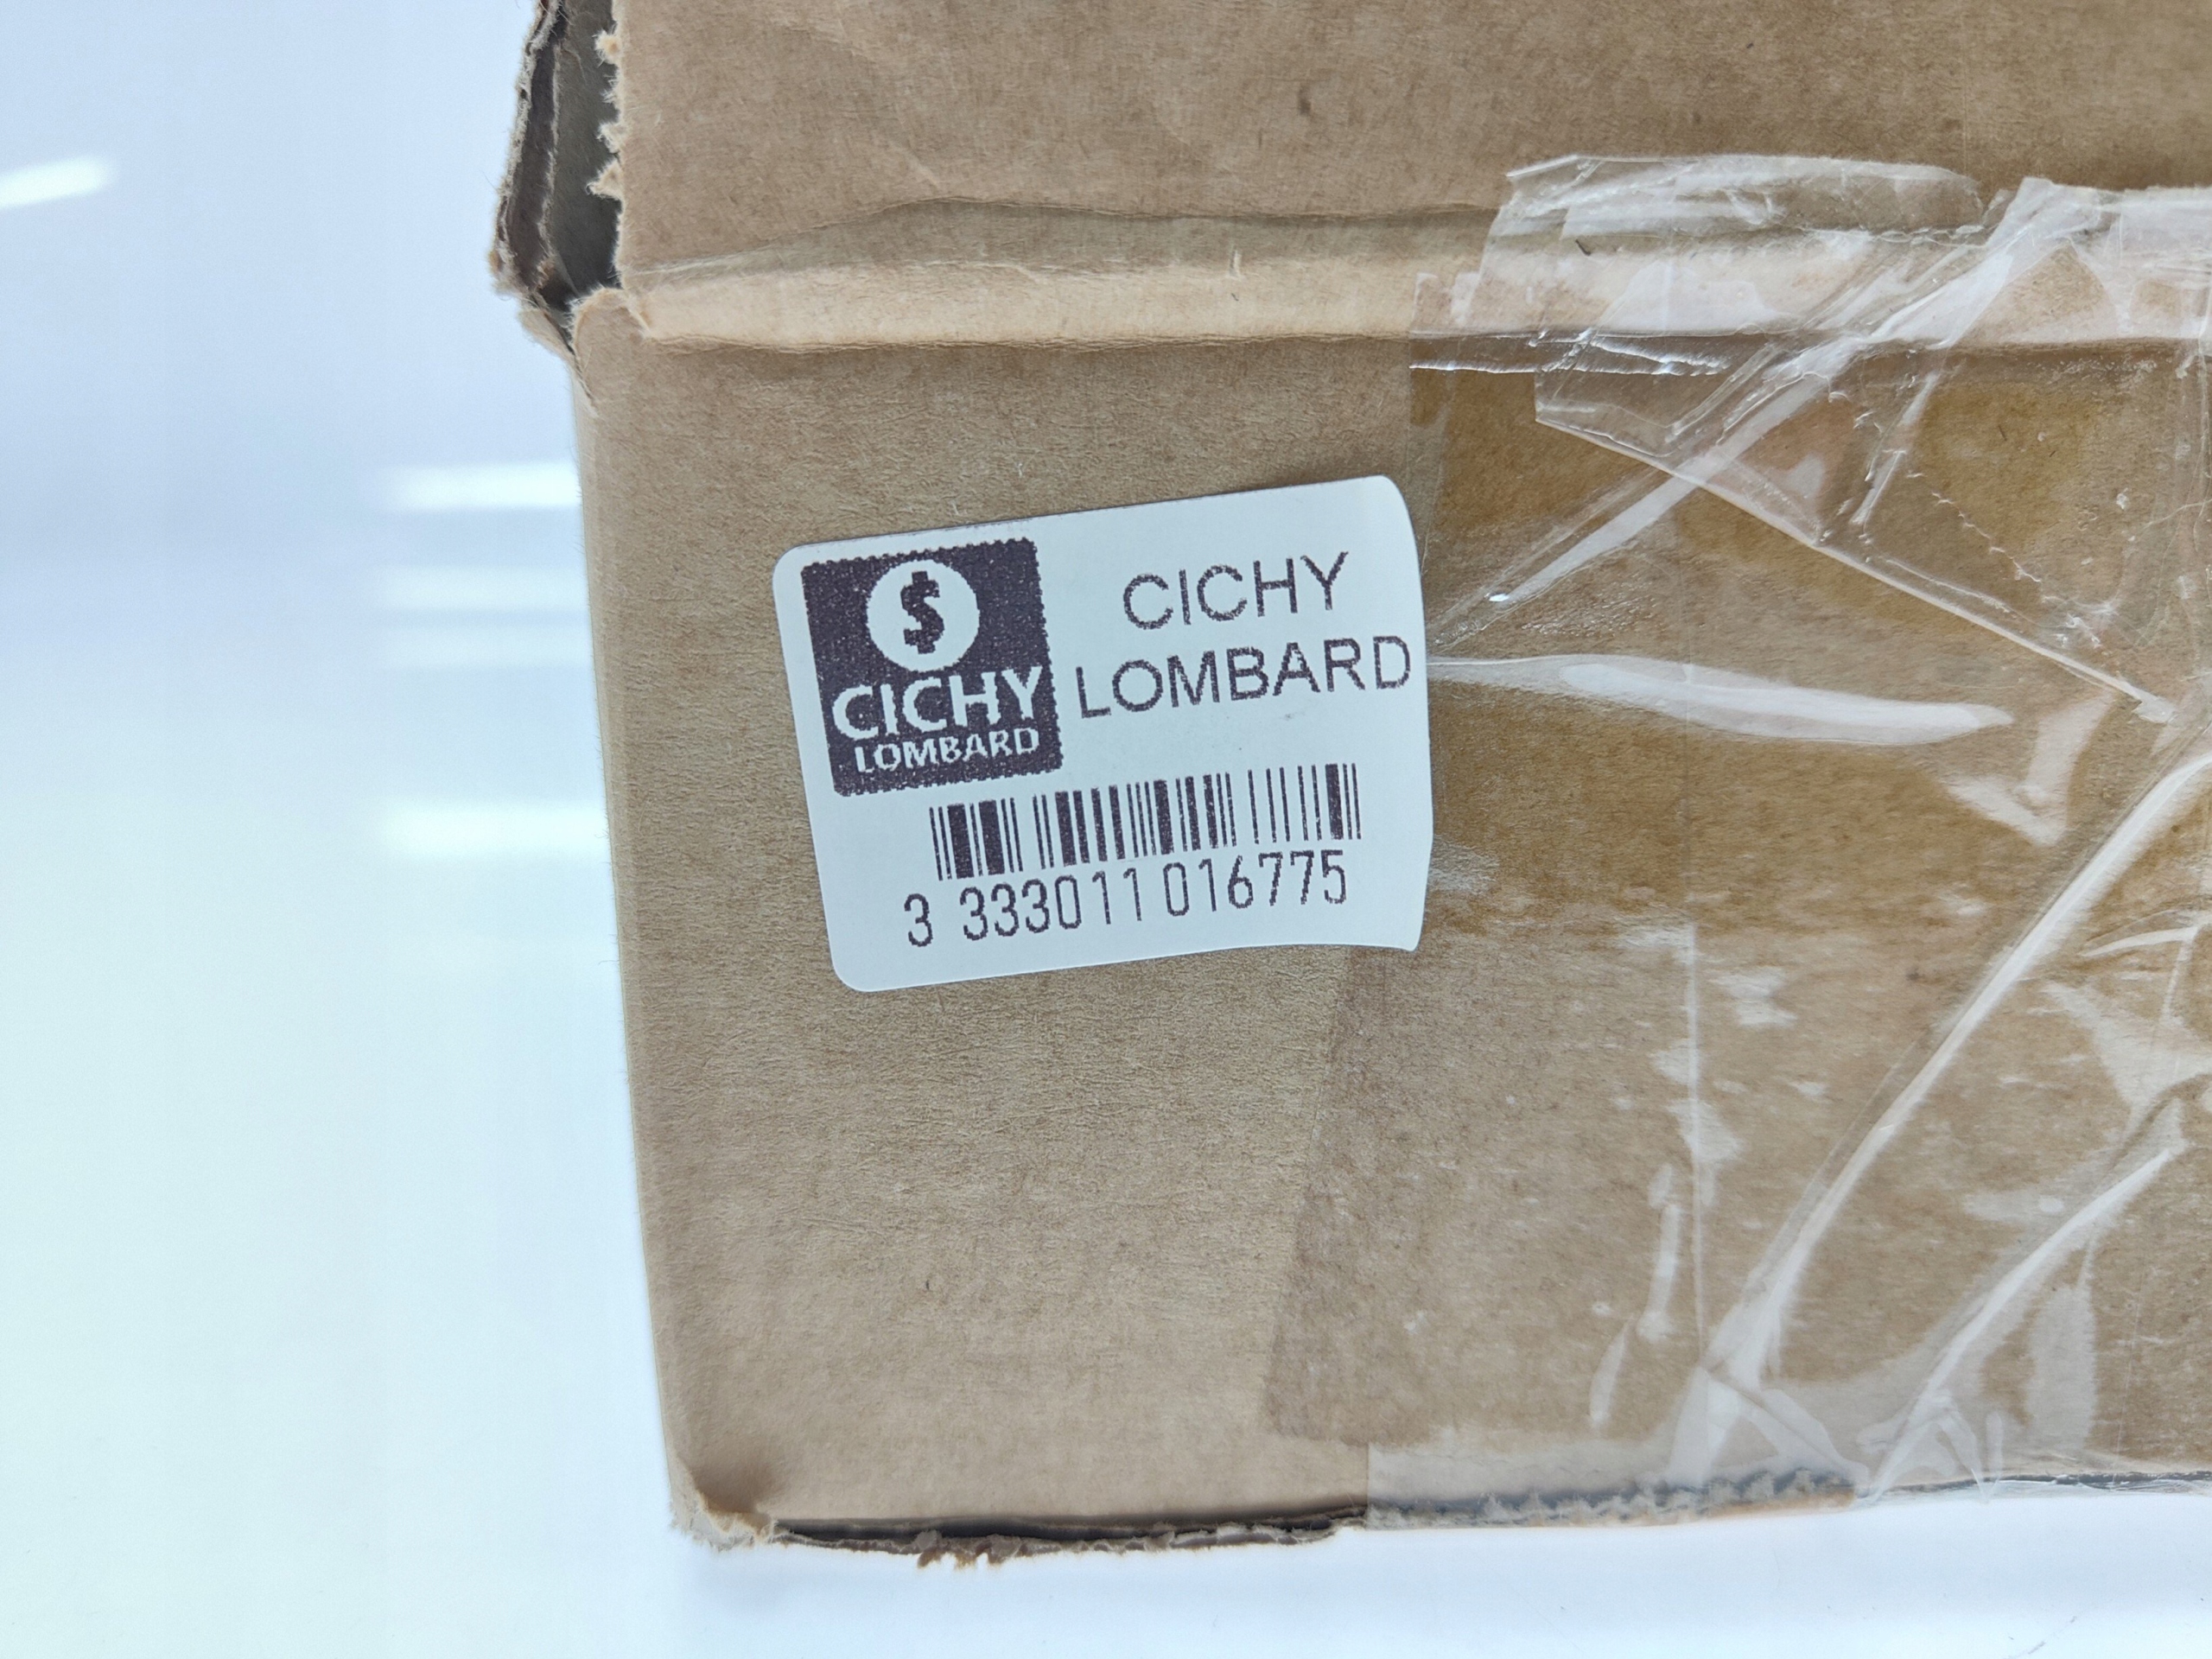 $
CICHY
LOMBARD
CICHY
LOMBARD
3 333011 016775